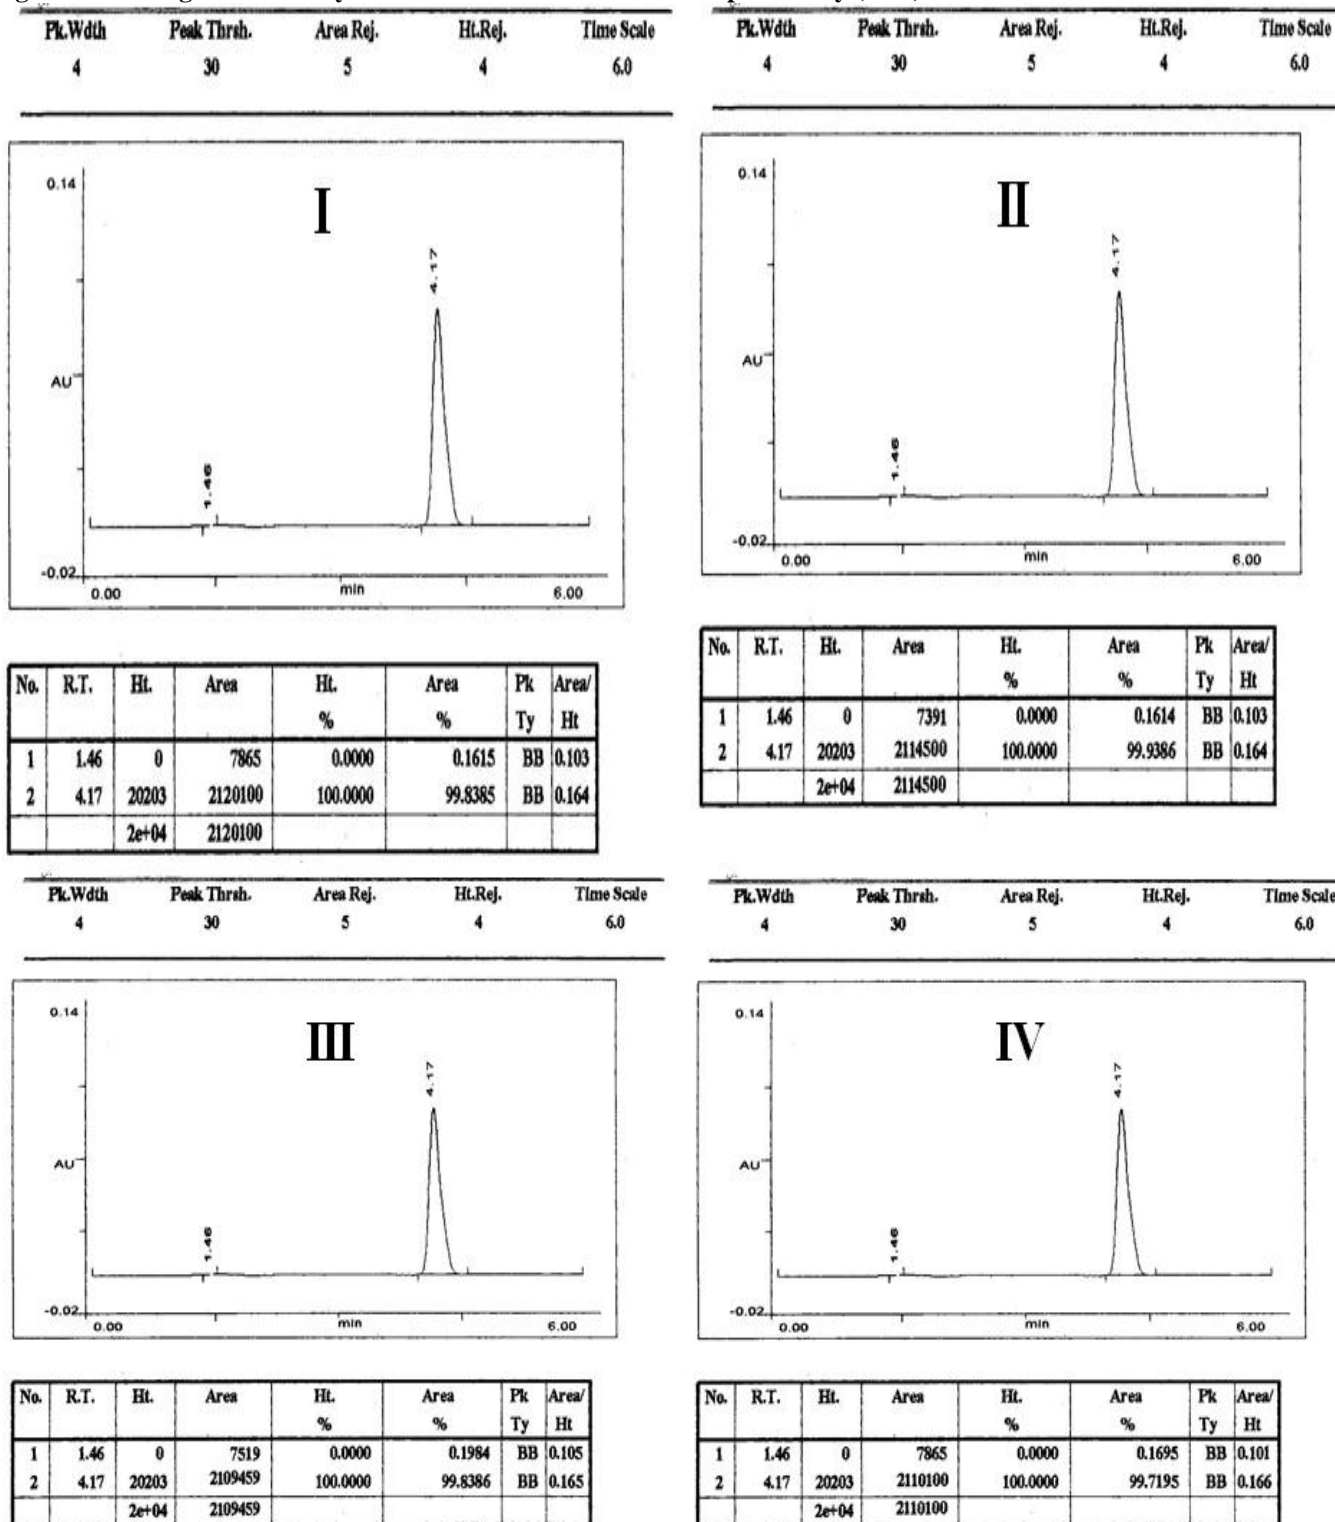 Pk.Wdth Peak Thrsh. Area Rej. Ht.Rej. Time Scale
4 30 5 4 6.0
0.14
I
4.17
AU
1.46
-0.02
0.00 min 6.00
No. R.T. Ht. Area Ht. Area Pk Area/
% % Ty Ht
1 1.46 0 7865 0.0000 0.1615 BB 0.103
2 4.17 20203 2120100 100.0000 99.8385 BB 0.164
2e+04 2120100
Pk.Wdth Peak Thrsh. Area Rej. Ht.Rej. Time Scale
4 30 5 4 6.0
0.14
II
4.17
AU
1.46
-0.02
0.00 min 6.00
No. R.T. Ht. Area Ht. Area Pk Area/
% % Ty Ht
1 1.46 0 7391 0.0000 0.1614 BB 0.103
2 4.17 20203 2114500 100.0000 99.9386 BB 0.164
2e+04 2114500
Pk.Wdth Peak Thrsh. Area Rej. Ht.Rej. Time Scale
4 30 5 4 6.0
0.14
III
4.17
AU
1.46
-0.02
0.00 min 6.00
No. R.T. Ht. Area Ht. Area Pk Area/
% % Ty Ht
1 1.46 0 7519 0.0000 0.1984 BB 0.105
2 4.17 20203 2109459 100.0000 99.8386 BB 0.165
2e+04 2109459
Pk.Wdth Peak Thrsh. Area Rej. Ht.Rej. Time Scale
4 30 5 4 6.0
0.14
IV
4.17
AU
1.46
-0.02
0.00 min 6.00
No. R.T. Ht. Area Ht. Area Pk Area/
% % Ty Ht
1 1.46 0 7865 0.0000 0.1695 BB 0.101
2 4.17 20203 2110100 100.0000 99.7195 BB 0.166
2e+04 2110100